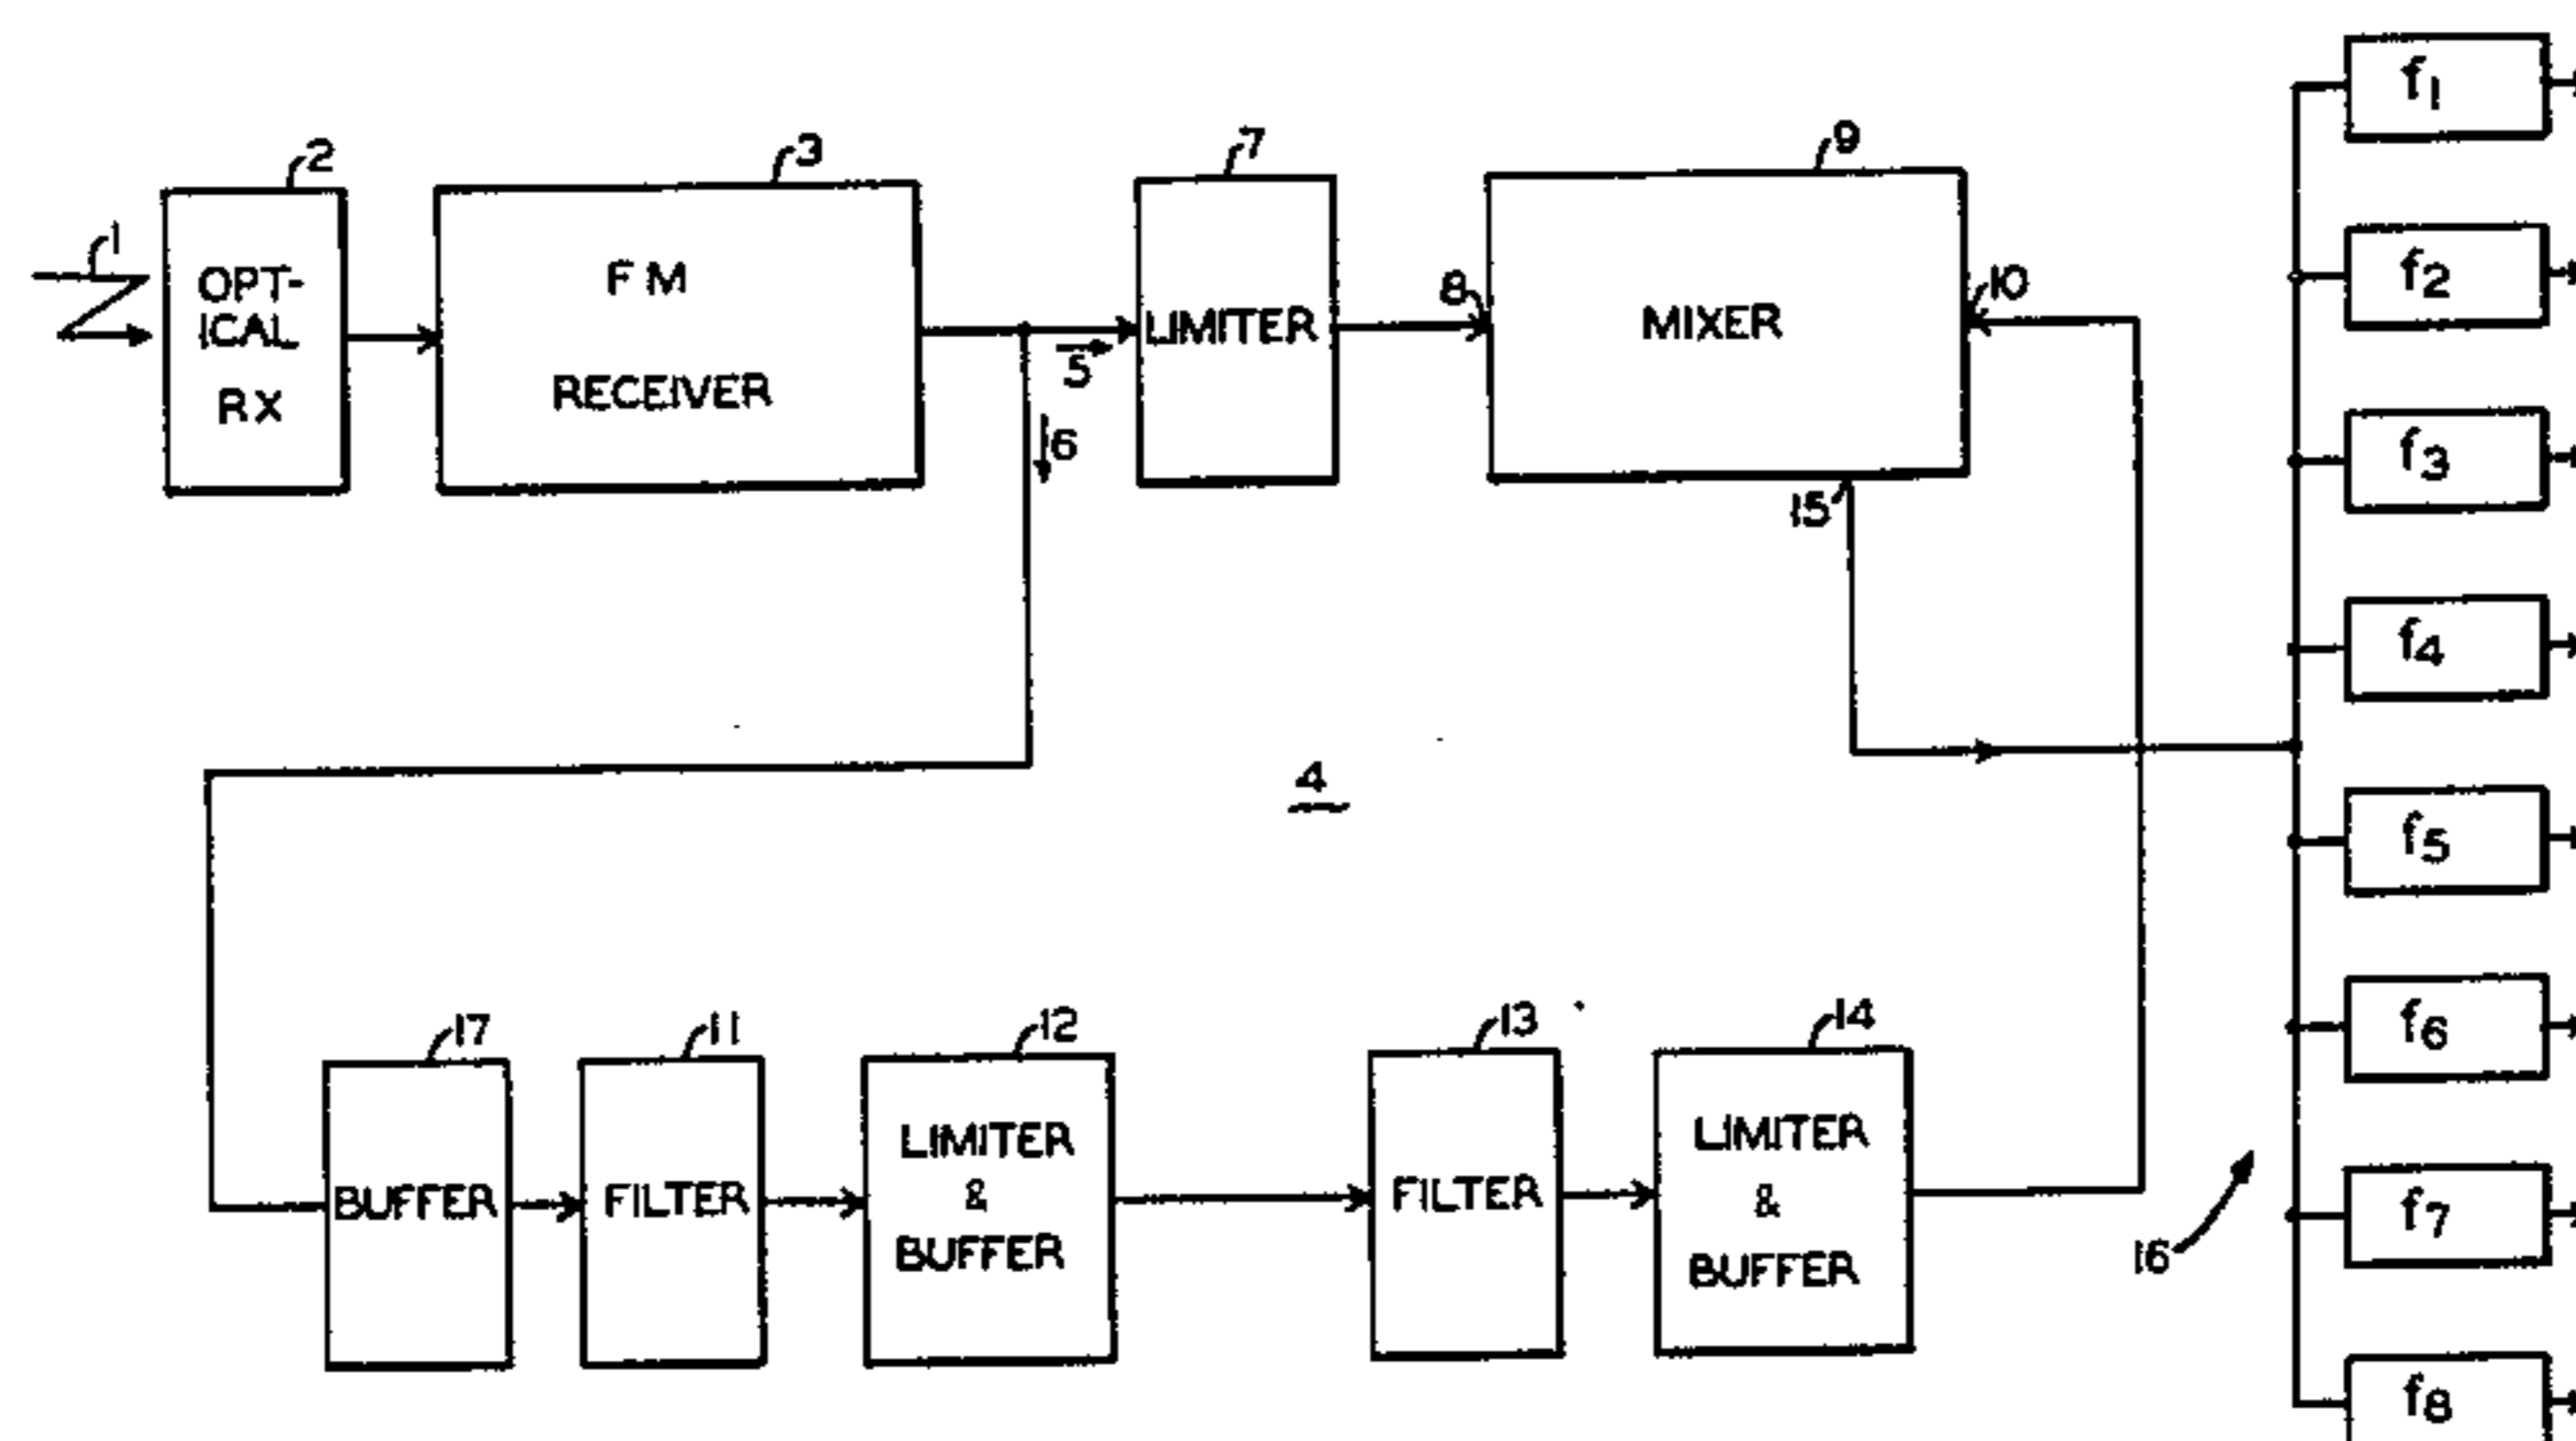 1
2
OPT-
ICAL
RX
3
FM
RECEIVER
5
6
7
LIMITER
8
9
MIXER
10
15
4
17
BUFFER
11
FILTER
12
LIMITER
&
BUFFER
13
FILTER
14
LIMITER
&
BUFFER
16
f1
f2
f3
f4
f5
f6
f7
f8